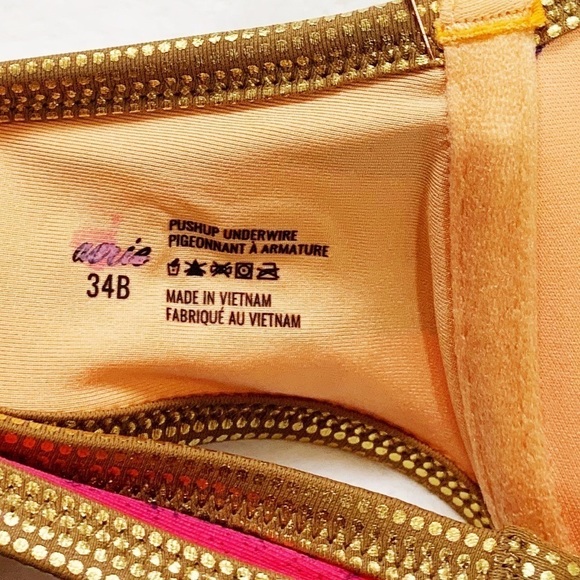 aerie
34B
PUSHUP UNDERWIRE
PIGEONNANT À ARMATURE
MADE IN VIETNAM
FABRIQUÉ AU VIETNAM